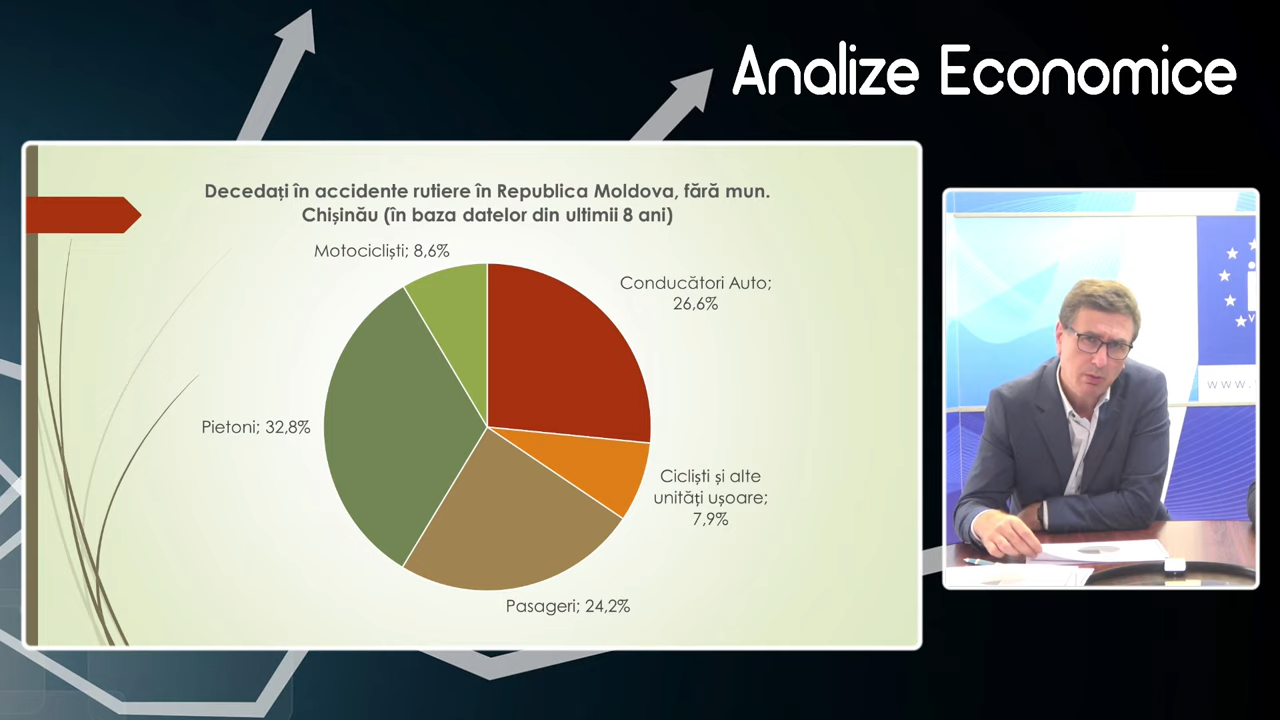 Analize Economice
Decedați în accidente rutiere în Republica Moldova, fără mun.
Chișinău (în baza datelor din ultimii 8 ani)
Motocicliști; 8,6%
Conducători Auto;
26,6%
Pietoni; 32,8%
Cicliști și alte
unități ușoare;
7,9%
Pasageri; 24,2%
www.